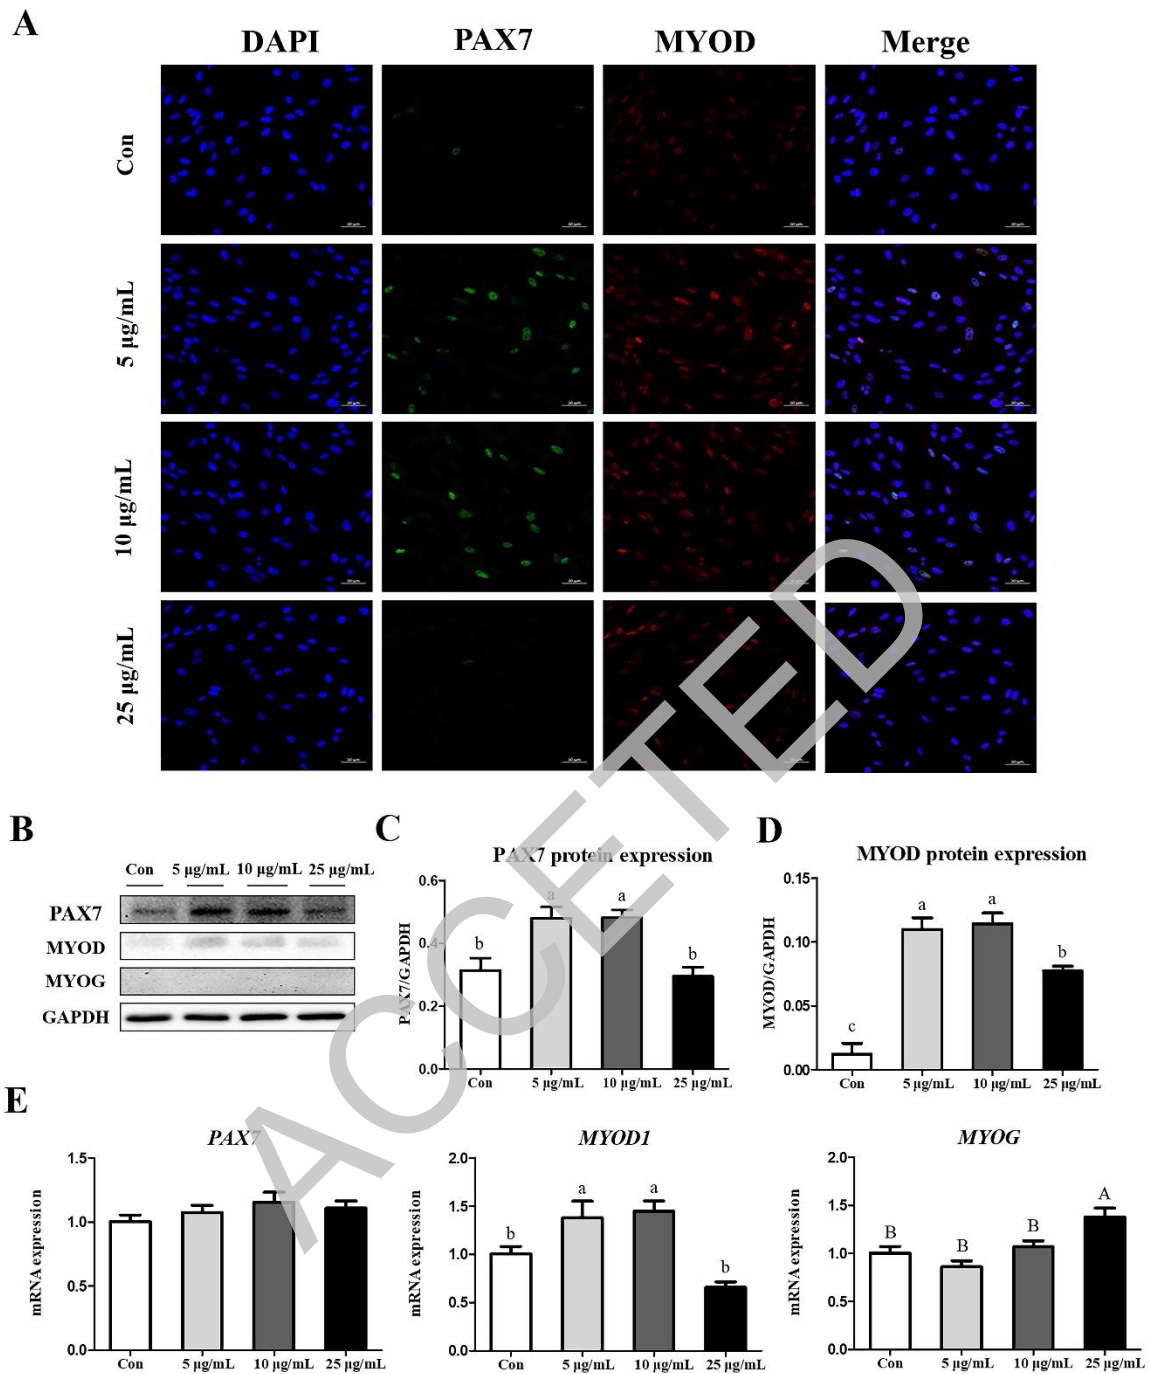 A
DAPI PAX7 MYOD Merge
Con
5 µg/mL
10 µg/mL
25 µg/mL
B
Con 5 µg/mL 10 µg/mL 25 µg/mL
PAX7
MYOD
MYOG
GAPDH
C
PAX7 protein expression
PAX7/GAPDH
0.6
0.4
0.2
0.0
b a a b
Con 5 µg/mL 10 µg/mL 25 µg/mL
D
MYOD protein expression
MYOD/GAPDH
0.15
0.10
0.05
0.00
c a a b
Con 5 µg/mL 10 µg/mL 25 µg/mL
E
PAX7
mRNA expression
1.5
1.0
0.5
0.0
Con 5 µg/mL 10 µg/mL 25 µg/mL
MYOD1
mRNA expression
2.0
1.5
1.0
0.5
0.0
b a a b
Con 5 µg/mL 10 µg/mL 25 µg/mL
MYOG
mRNA expression
2.0
1.5
1.0
0.5
0.0
B B B A
Con 5 µg/mL 10 µg/mL 25 µg/mL
ACCETED